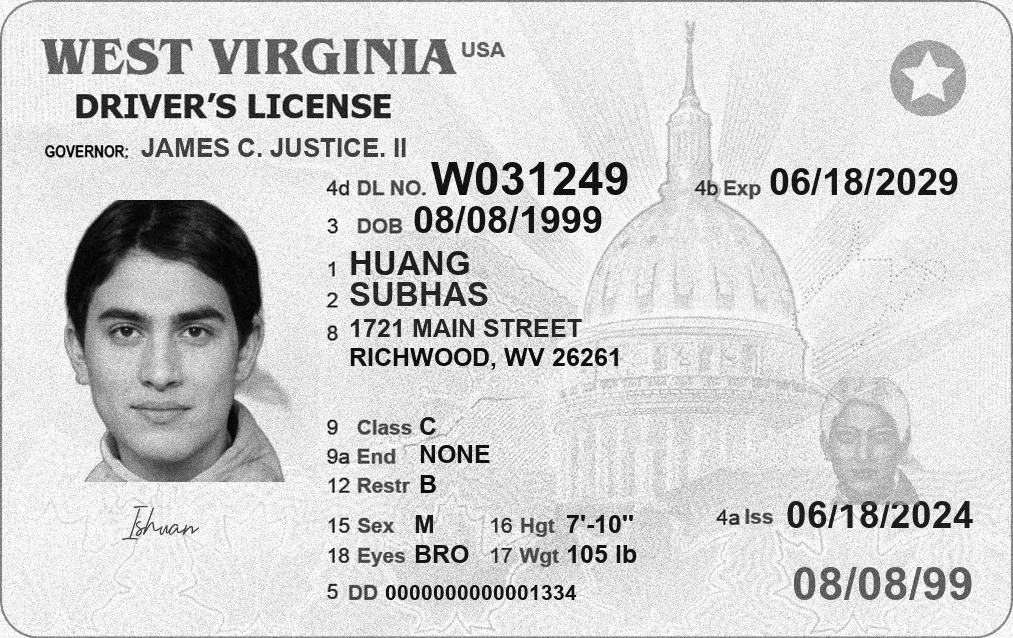 WEST VIRGINIA USA
DRIVER'S LICENSE
GOVERNOR: JAMES C. JUSTICE. II
4d DL NO. W031249 4b Exp 06/18/2029
3 DOB 08/08/1999
1 HUANG
2 SUBHAS
8 1721 MAIN STREET
RICHWOOD, WV 26261
9 Class C
9a End NONE
12 Restr B
15 Sex M 16 Hgt 7'-10" 4a Iss 06/18/2024
18 Eyes BRO 17 Wgt 105 lb
5 DD 0000000000001334
08/08/99
Ishuan